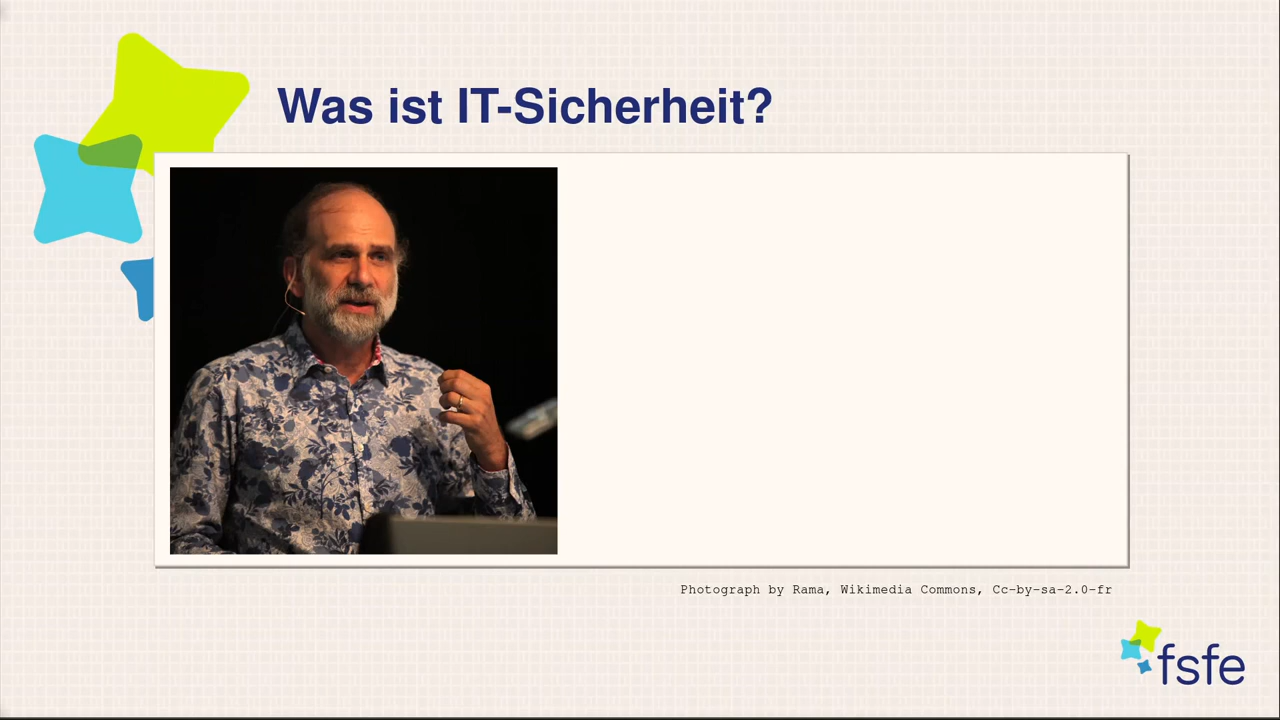 Was ist IT-Sicherheit?
Photograph by Rama, Wikimedia Commons, Cc-by-sa-2.0-fr
fsfe